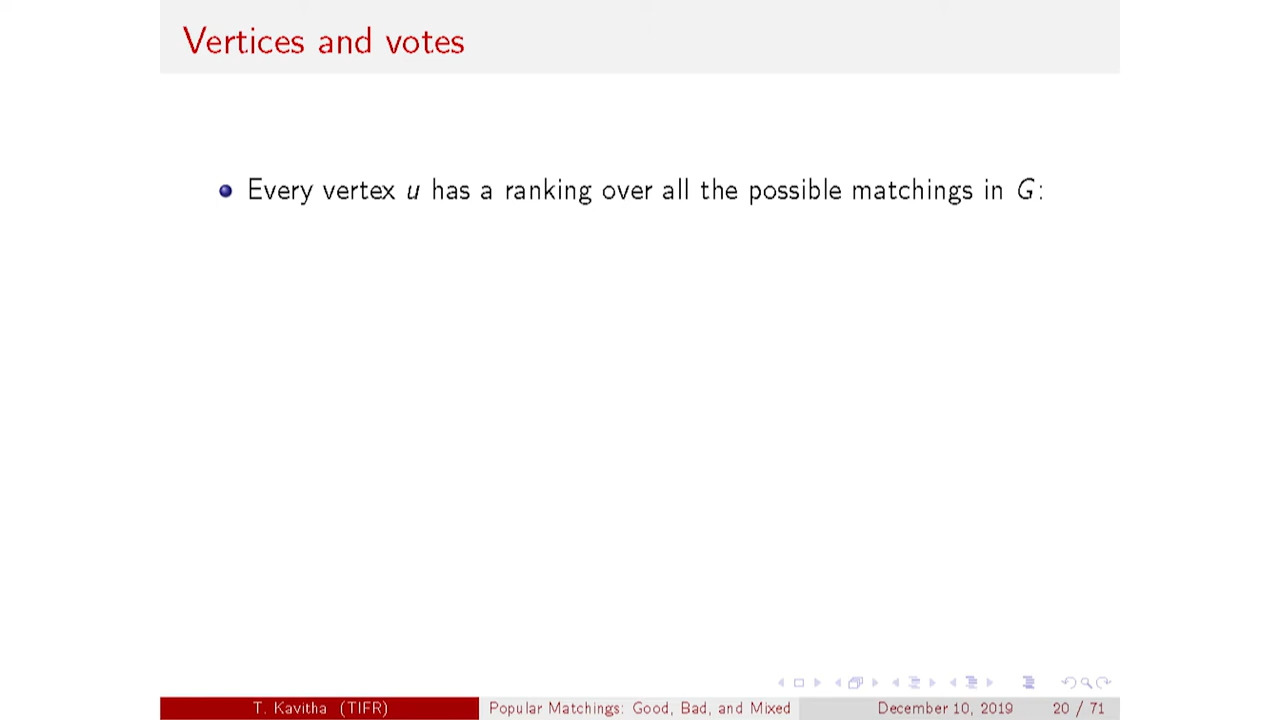 Vertices and votes
Every vertex u has a ranking over all the possible matchings in G:
T. Kavitha (TIFR) Popular Matchings: Good, Bad, and Mixed December 10, 2019 20 / 71